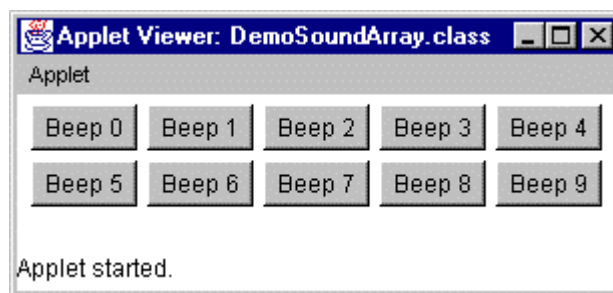 Applet Viewer: DemoSoundArray.class
Applet
Beep 0 Beep 1 Beep 2 Beep 3 Beep 4
Beep 5 Beep 6 Beep 7 Beep 8 Beep 9
Applet started.